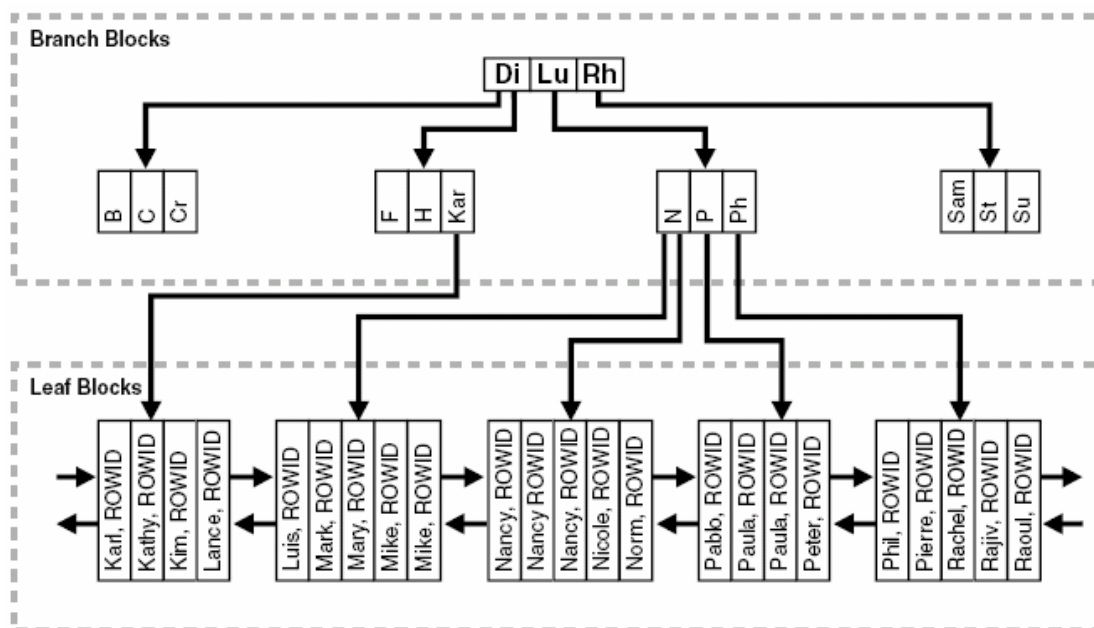 Branch Blocks
Di Lu Rh
B C Cr
F H Kar
N P Ph
Sam St Su
Leaf Blocks
Karl, ROWID
Kathy, ROWID
Kim, ROWID
Lance, ROWID
Luis, ROWID
Mark, ROWID
Mary, ROWID
Mike, ROWID
Mike, ROWID
Nancy, ROWID
Nancy ROWID
Nancy, ROWID
Nicole, ROWID
Norm, ROWID
Pablo, ROWID
Paula, ROWID
Paula, ROWID
Peter, ROWID
Phil, ROWID
Pierre, ROWID
Rachel, ROWID
Rajiv, ROWID
Raoul, ROWID